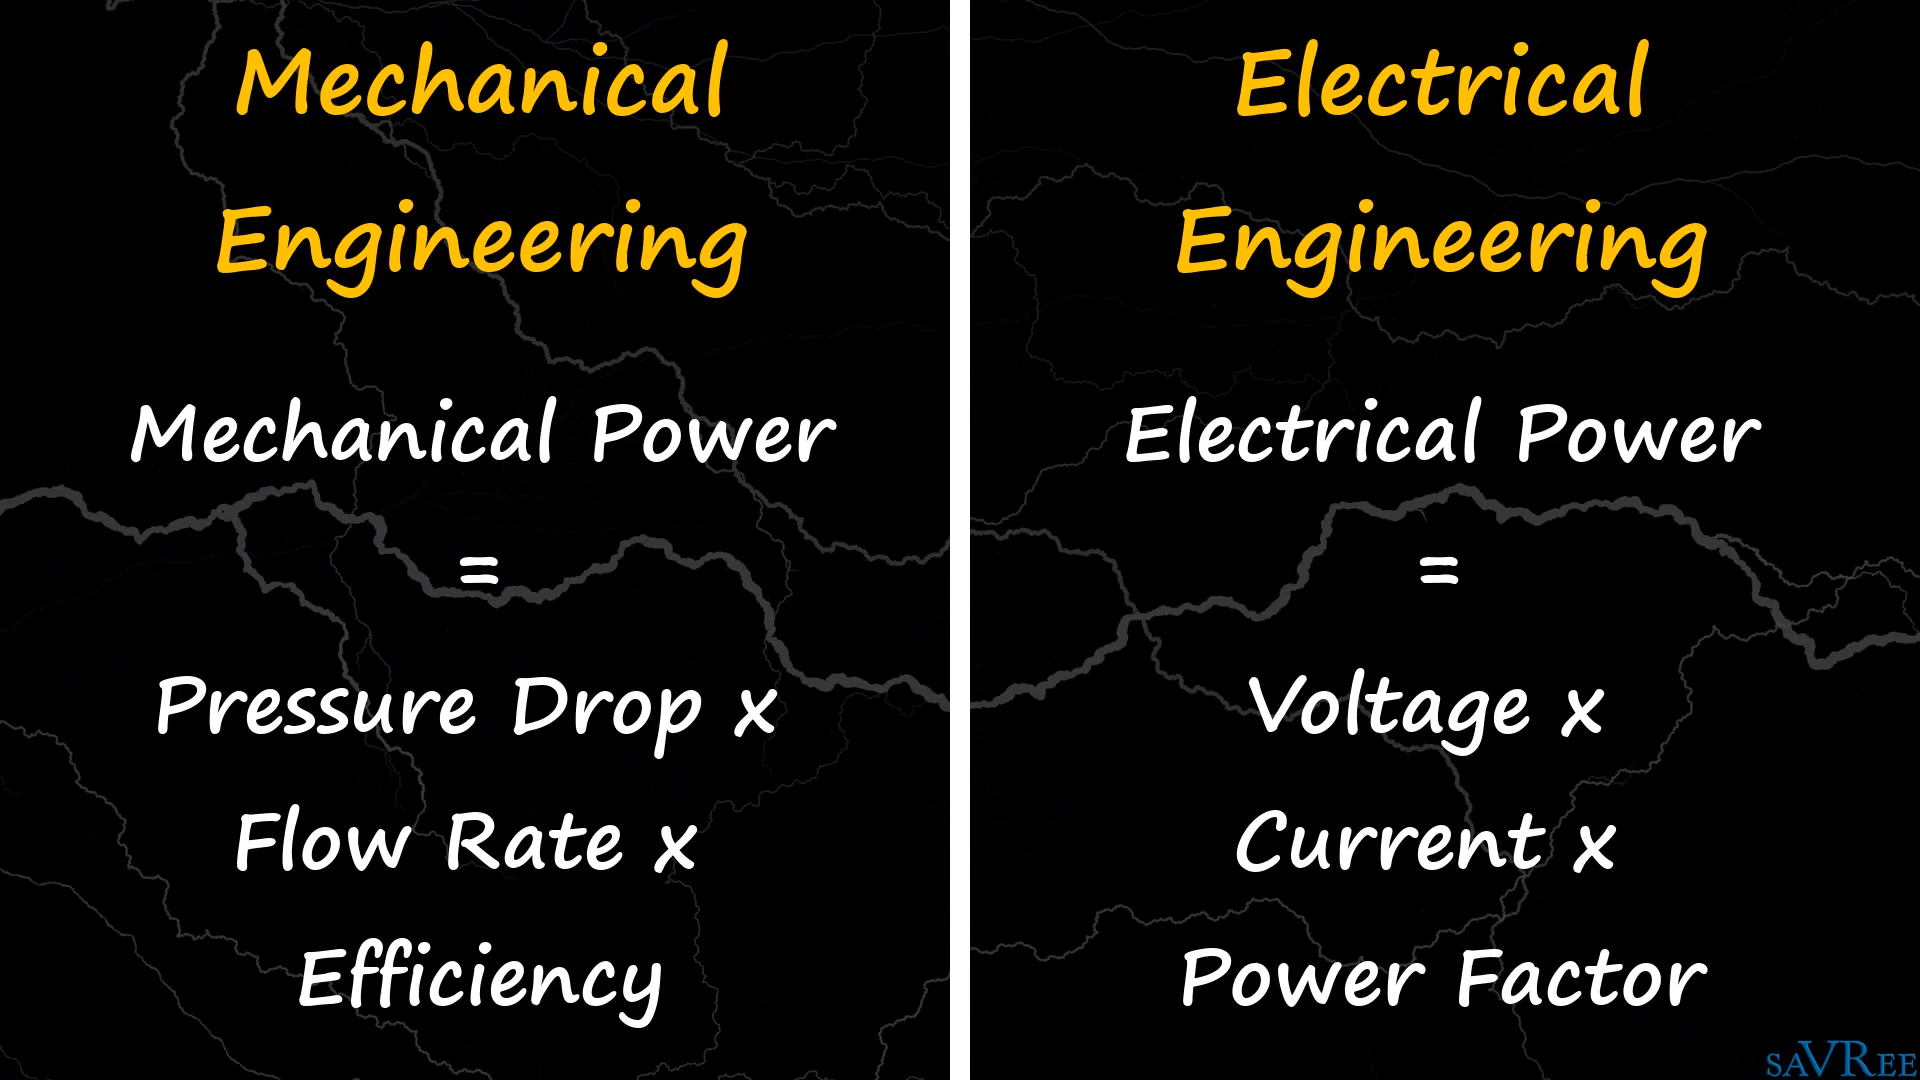 Mechanical
Engineering
Mechanical Power
=
Pressure Drop x
Flow Rate x
Efficiency
Electrical
Engineering
Electrical Power
=
Voltage x
Current x
Power Factor
saVRee